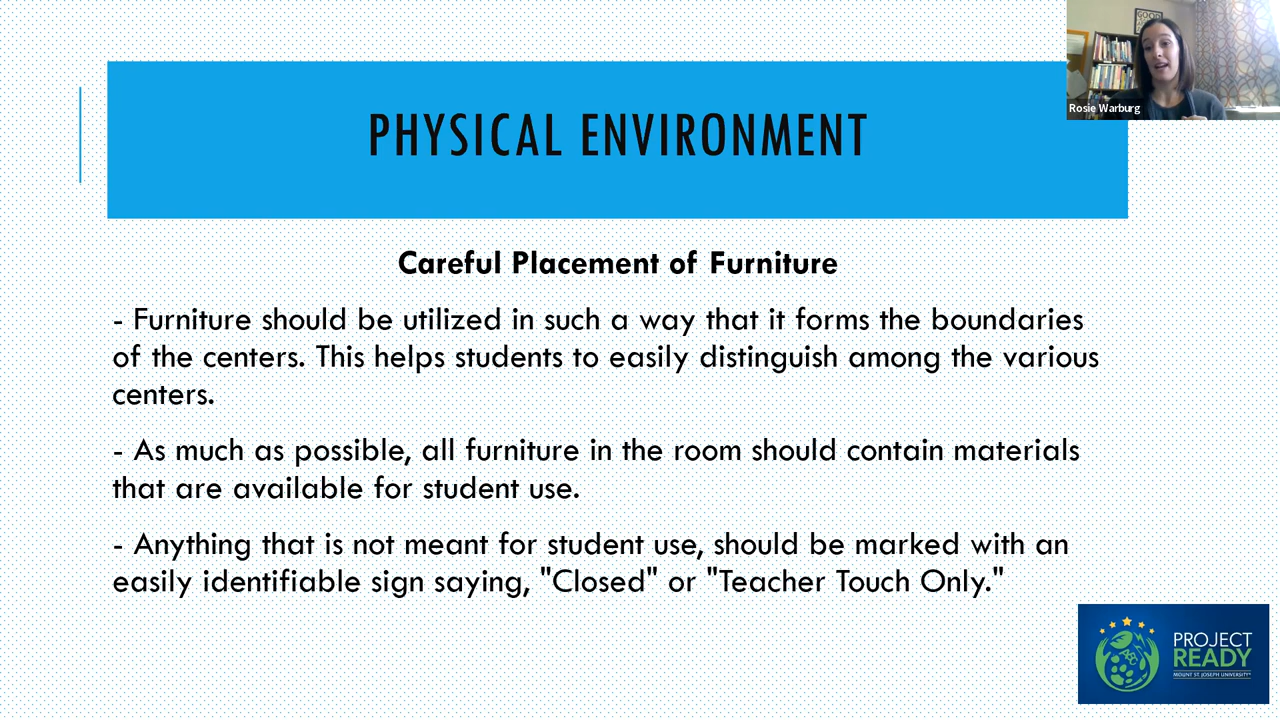 GOOD
Rosie Warburg
PHYSICAL ENVIRONMENT
Careful Placement of Furniture
- Furniture should be utilized in such a way that it forms the boundaries
of the centers. This helps students to easily distinguish among the various
centers.
- As much as possible, all furniture in the room should contain materials
that are available for student use.
- Anything that is not meant for student use, should be marked with an
easily identifiable sign saying, "Closed" or "Teacher Touch Only."
ABC
PROJECT
READY
MOUNT ST. JOSEPH UNIVERSITY